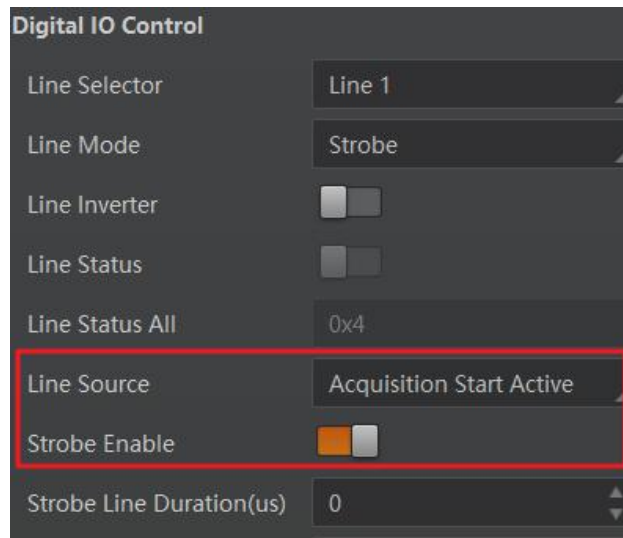 Digital IO Control
Line Selector Line 1
Line Mode Strobe
Line Inverter
Line Status
Line Status All 0x4
Line Source Acquisition Start Active
Strobe Enable
Strobe Line Duration(us) 0